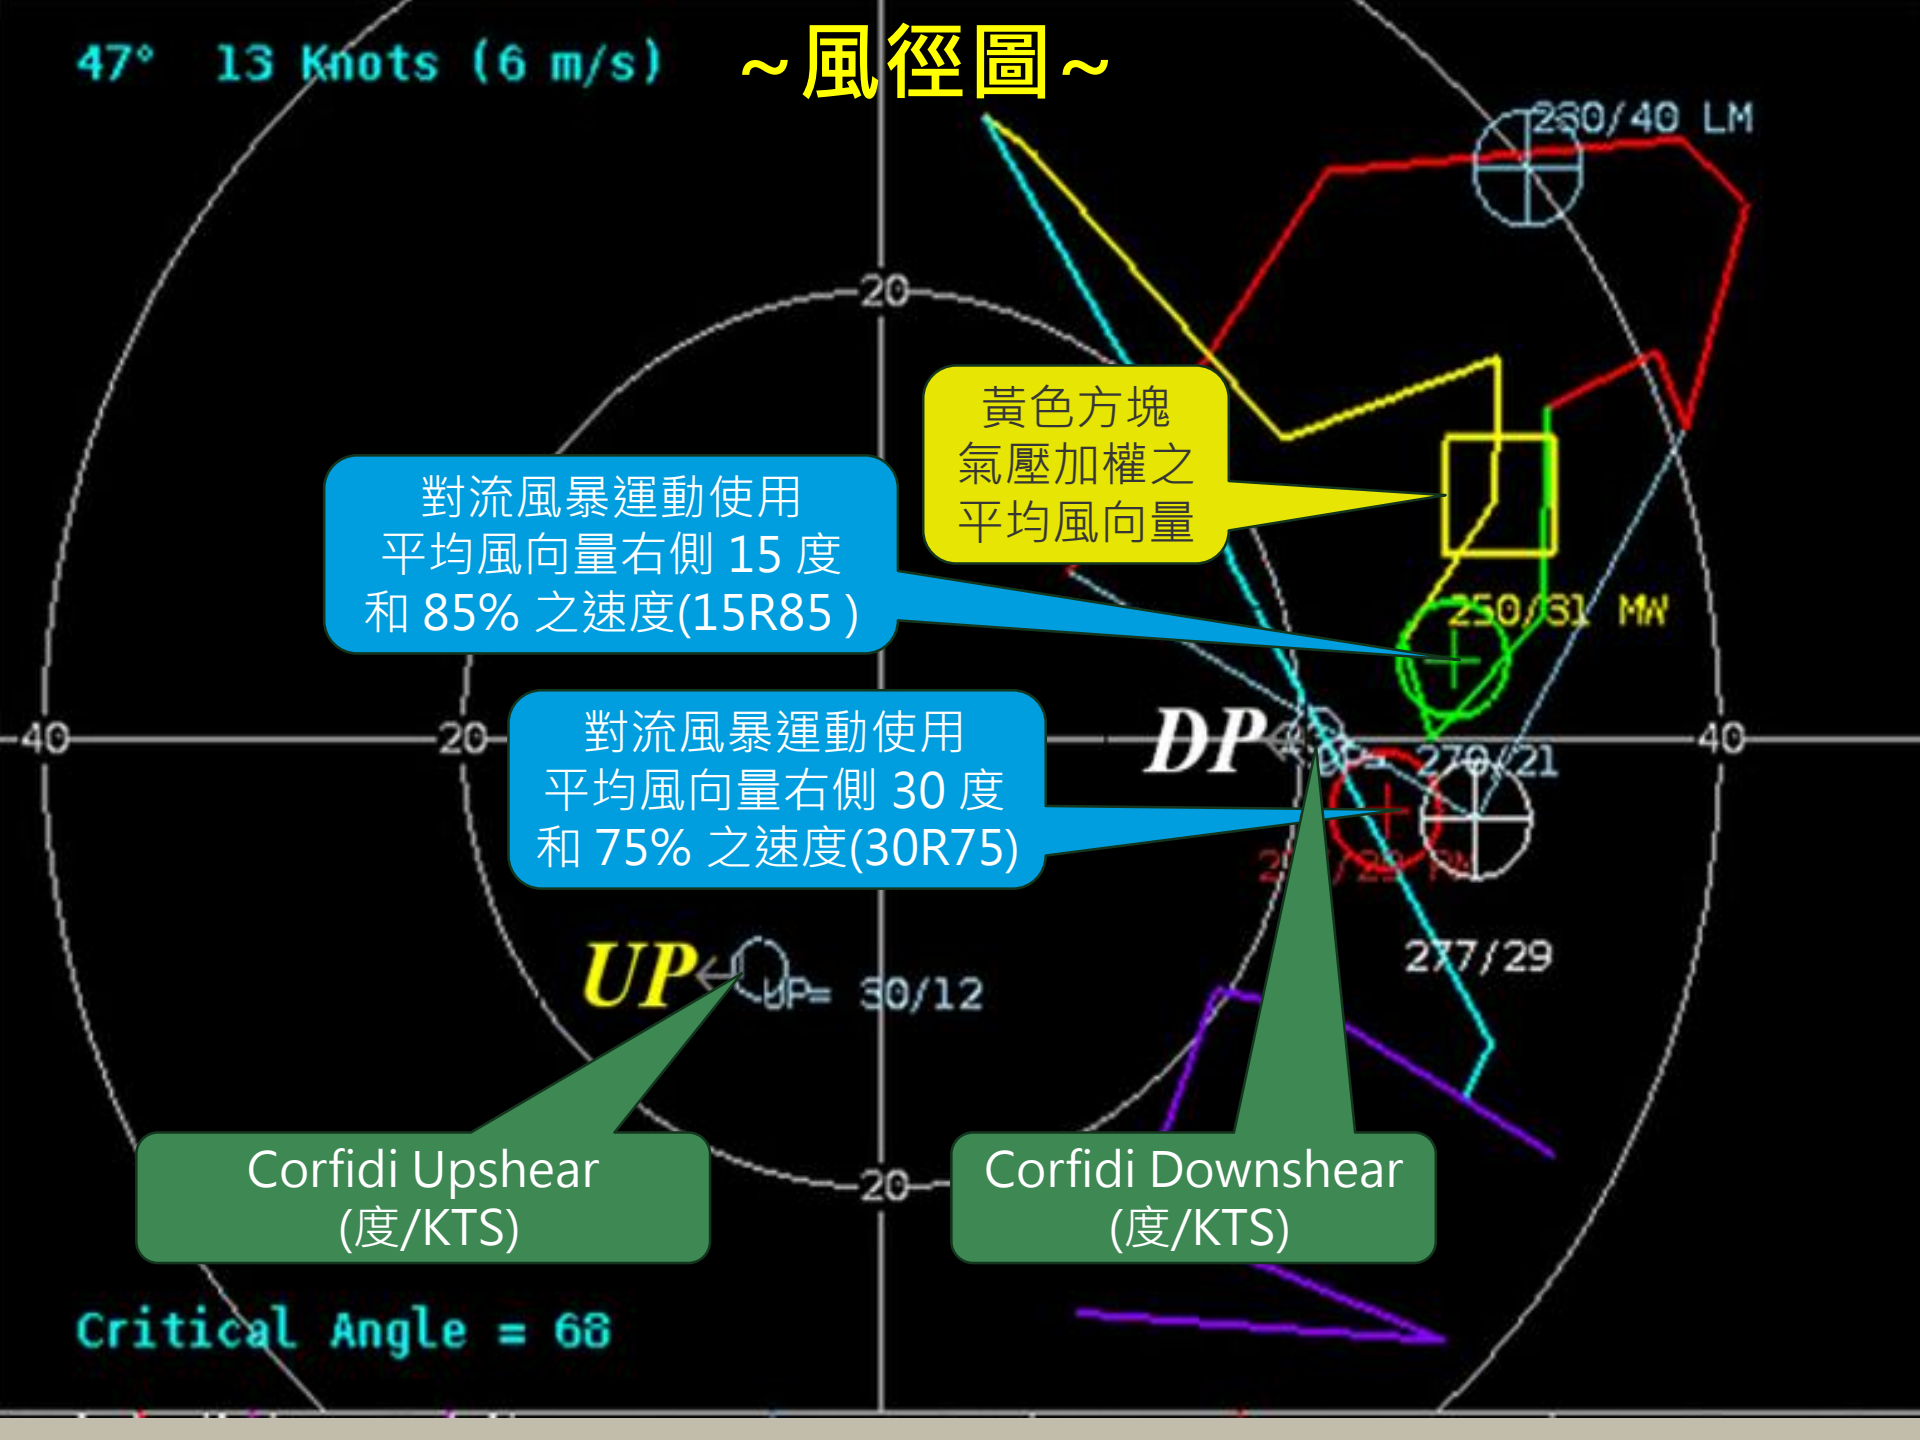 47° 13 Knots (6 m/s)
~風徑圖~
230/40 LM
20
黃色方塊
氣壓加權之
平均風向量
對流風暴運動使用
平均風向量右側 15 度
和 85% 之速度(15R85 )
250/31 MW
40
20
40
對流風暴運動使用
平均風向量右側 30 度
和 75% 之速度(30R75)
DP
DP= 270/21
277/29
UP
UP= 30/12
Corfidi Upshear
(度/KTS)
20
Corfidi Downshear
(度/KTS)
Critical Angle = 68